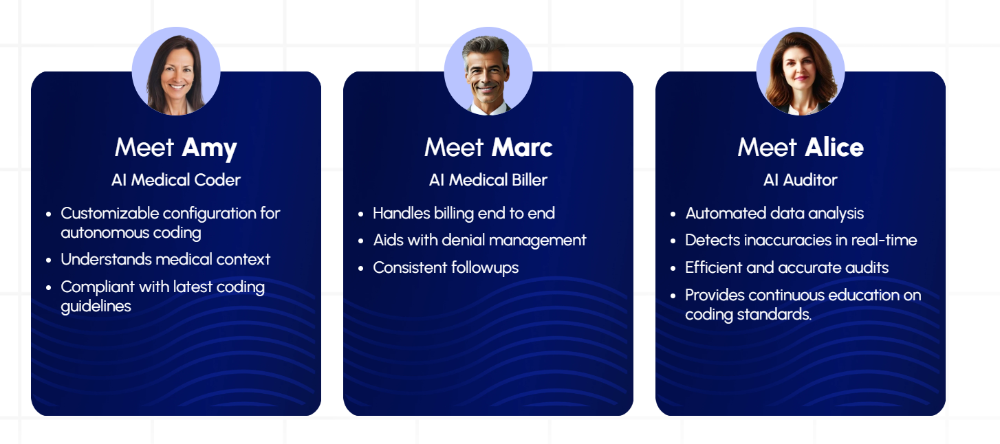 Meet Amy
AI Medical Coder
• Customizable configuration for
autonomous coding
• Understands medical context
• Compliant with latest coding
guidelines
Meet Marc
AI Medical Biller
• Handles billing end to end
• Aids with denial management
• Consistent followups
Meet Alice
AI Auditor
• Automated data analysis
• Detects inaccuracies in real-time
• Efficient and accurate audits
• Provides continuous education on
coding standards.